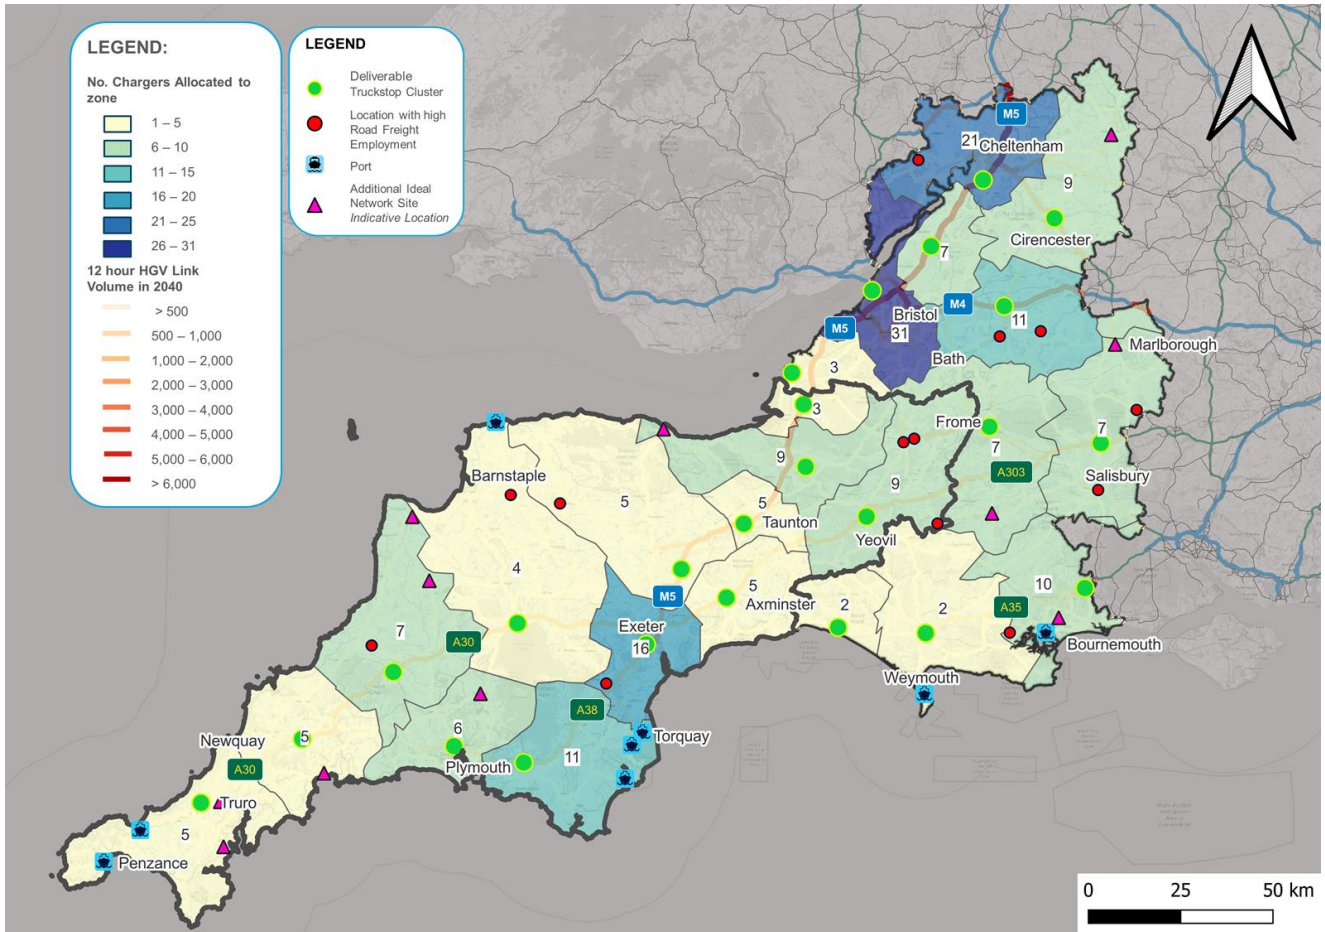 LEGEND:
No. Chargers Allocated to
zone
1 – 5
6 – 10
11 – 15
16 – 20
21 – 25
26 – 31
12 hour HGV Link
Volume in 2040
> 500
500 – 1,000
1,000 – 2,000
2,000 – 3,000
3,000 – 4,000
4,000 – 5,000
5,000 – 6,000
> 6,000
LEGEND
Deliverable
Truckstop Cluster
Location with high
Road Freight
Employment
Port
Additional Ideal
Network Site
Indicative Location
M5
21
Cheltenham
9
Cirencester
7
M4
Bristol
11
M5
31
Marlborough
Bath
3
3
Frome
7
7
9
A303
Barnstaple
Salisbury
9
5
5
Taunton
Yeovil
4
5
10
M5
Axminster
2
2
A35
Exeter
7
A30
16
Bournemouth
Weymouth
A38
6
Torquay
Newquay
5
11
Plymouth
A30
Truro
5
Penzance
0 25 50 km